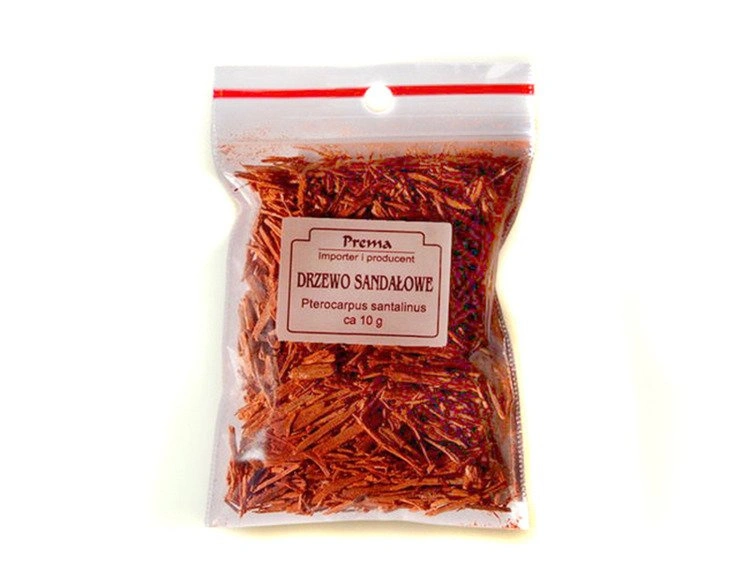 Prema
Importer i producent
DRZEWO SANDAŁOWE
Pterocarpus santalinus
ca 10 g